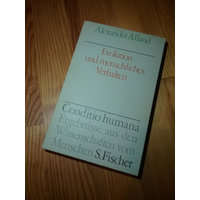 Alexander Alland
Evolution
und menschliches
Verhalten
Conditio humana
Ergebnisse aus den
Wissenschaften vom
Menschen S. Fischer